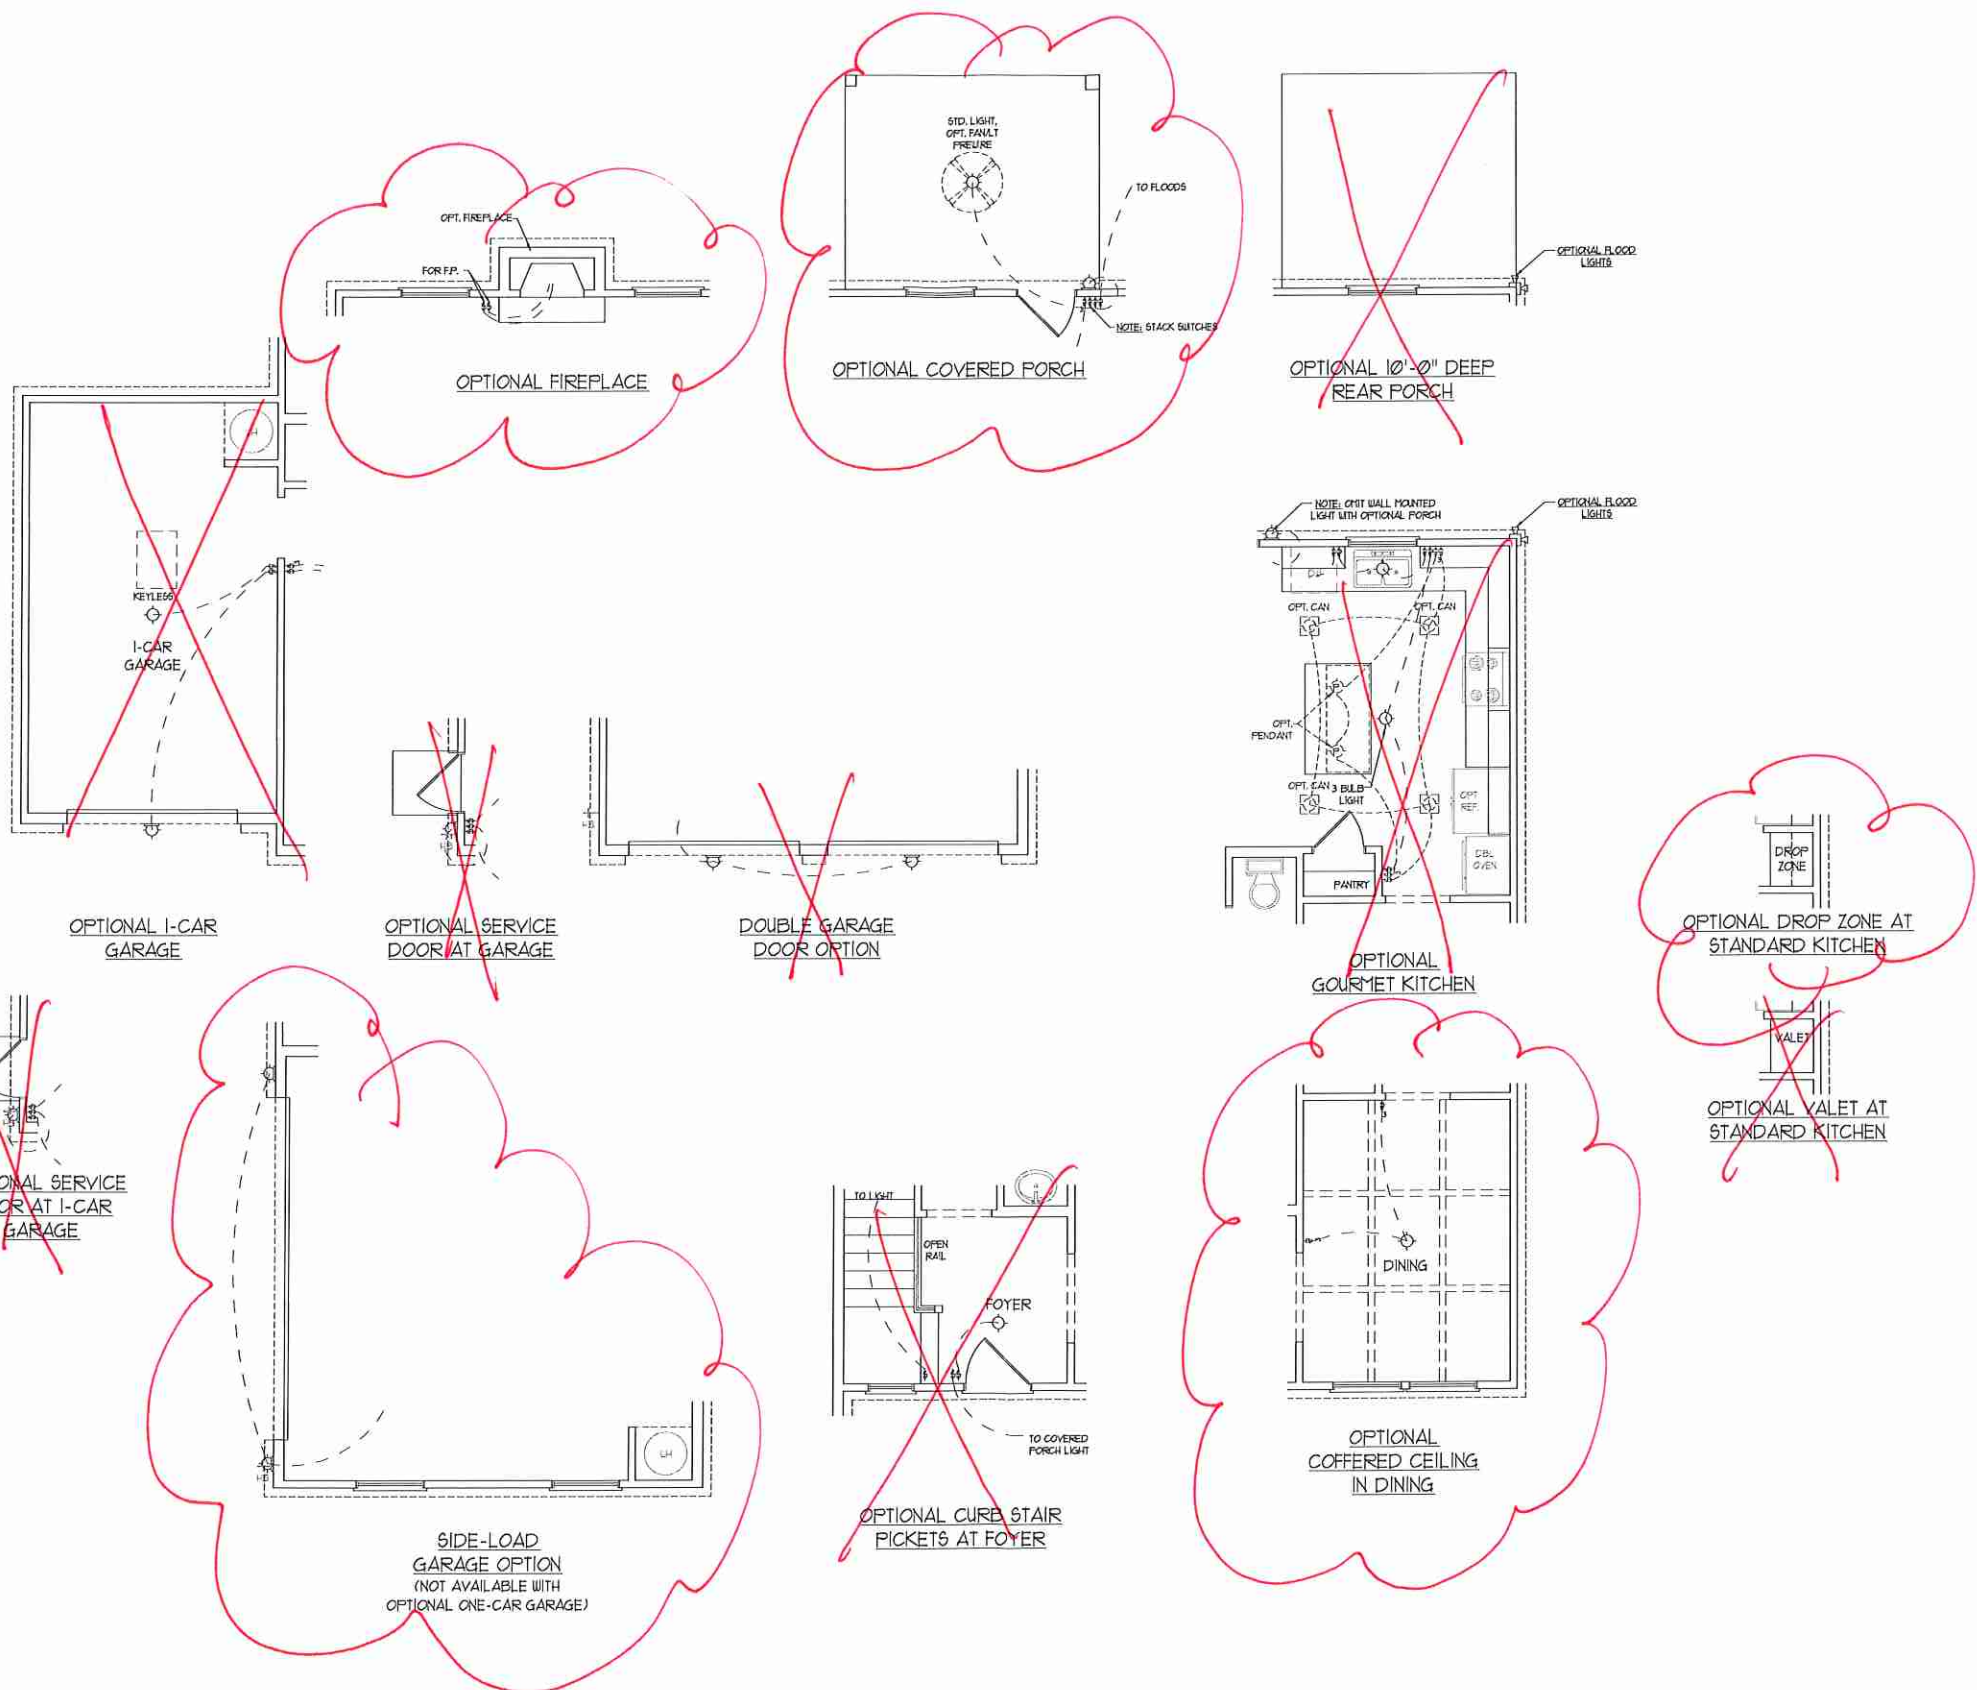 STD. LIGHT,
OPT. FAN/LT
PREWIRE
TO FLOODS
NOTE: STACK SWITCHES
OPTIONAL COVERED PORCH
OPT. FIREPLACE
FOR F.P.
OPTIONAL FIREPLACE
OPTIONAL FLOOD
LIGHTS
OPTIONAL 10'-0" DEEP
REAR PORCH
WH
KEYLESS
1-CAR
GARAGE
OPTIONAL 1-CAR
GARAGE
OPTIONAL SERVICE
DOOR AT GARAGE
HB
DOUBLE GARAGE
DOOR OPTION
NOTE: OMIT WALL MOUNTED
LIGHT WITH OPTIONAL PORCH
OPTIONAL FLOOD
LIGHTS
DW
OPT. CAN
OPT. CAN
OPT.
PENDANT
OPT. CAN
3 BULB
LIGHT
OPT
REF.
DBL
OVEN
PANTRY
OPTIONAL
GOURMET KITCHEN
DROP
ZONE
OPTIONAL DROP ZONE AT
STANDARD KITCHEN
VALET
OPTIONAL VALET AT
STANDARD KITCHEN
ONAL SERVICE
OR AT 1-CAR
GARAGE
HB
WH
SIDE-LOAD
GARAGE OPTION
(NOT AVAILABLE WITH
OPTIONAL ONE-CAR GARAGE)
TO LIGHT
OPEN
RAIL
FOYER
TO COVERED
PORCH LIGHT
OPTIONAL CURB STAIR
PICKETS AT FOYER
3
DINING
OPTIONAL
COFFERED CEILING
IN DINING